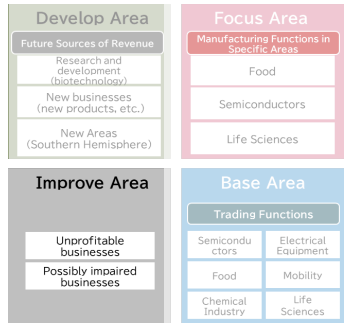 Develop Area
Future Sources of Revenue
Research and
development
(biotechnology)
New businesses
(new products, etc.)
New Areas
(Southern Hemisphere)
Focus Area
Manufacturing Functions in
Specific Areas
Food
Semiconductors
Life Sciences
Improve Area
Unprofitable
businesses
Possibly impaired
businesses
Base Area
Trading Functions
Semicondu
ctors
Electrical
Equipment
Food
Mobility
Chemical
Industry
Life
Sciences